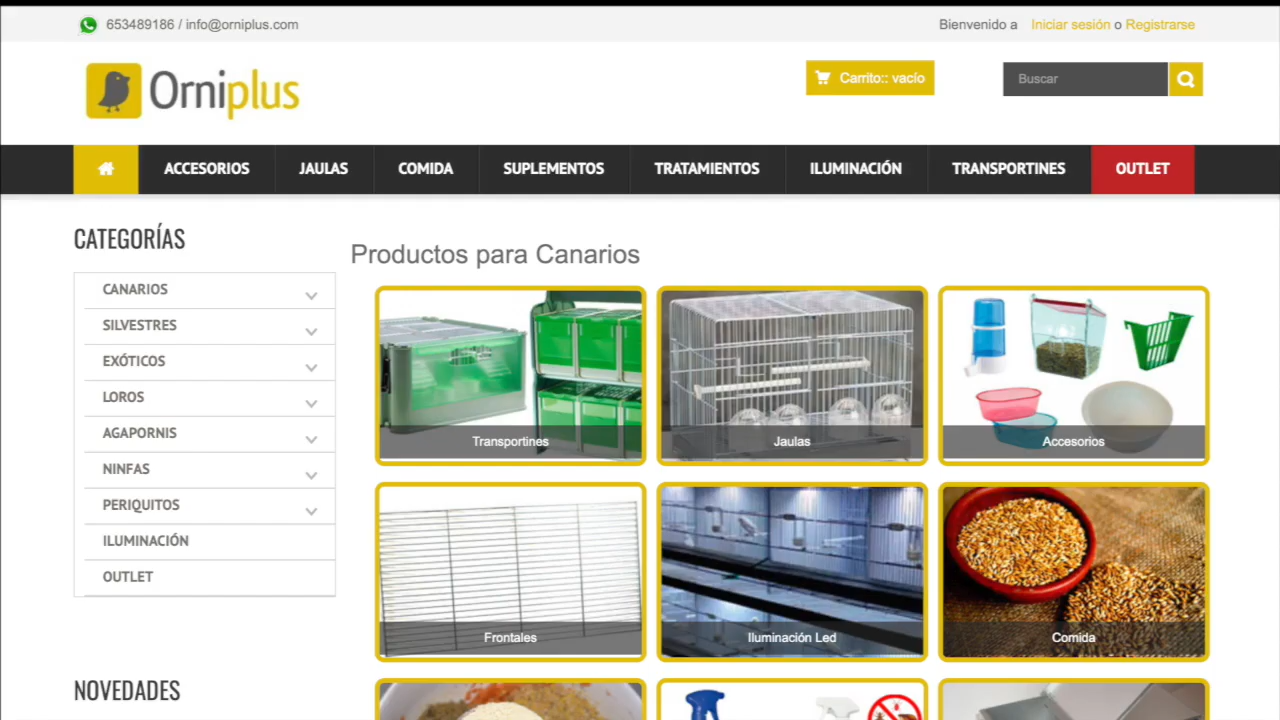 653489186 / info@orniplus.com
Bienvenido a Iniciar sesión o Registrarse
Orniplus
Carrito:: vacío
Buscar
ACCESORIOS JAULAS COMIDA SUPLEMENTOS TRATAMIENTOS ILUMINACIÓN TRANSPORTINES OUTLET
CATEGORÍAS
CANARIOS
SILVESTRES
EXÓTICOS
LOROS
AGAPORNIS
NINFAS
PERIQUITOS
ILUMINACIÓN
OUTLET
NOVEDADES
Productos para Canarios
Transportines
Jaulas
Accesorios
Frontales
Iluminación Led
Comida